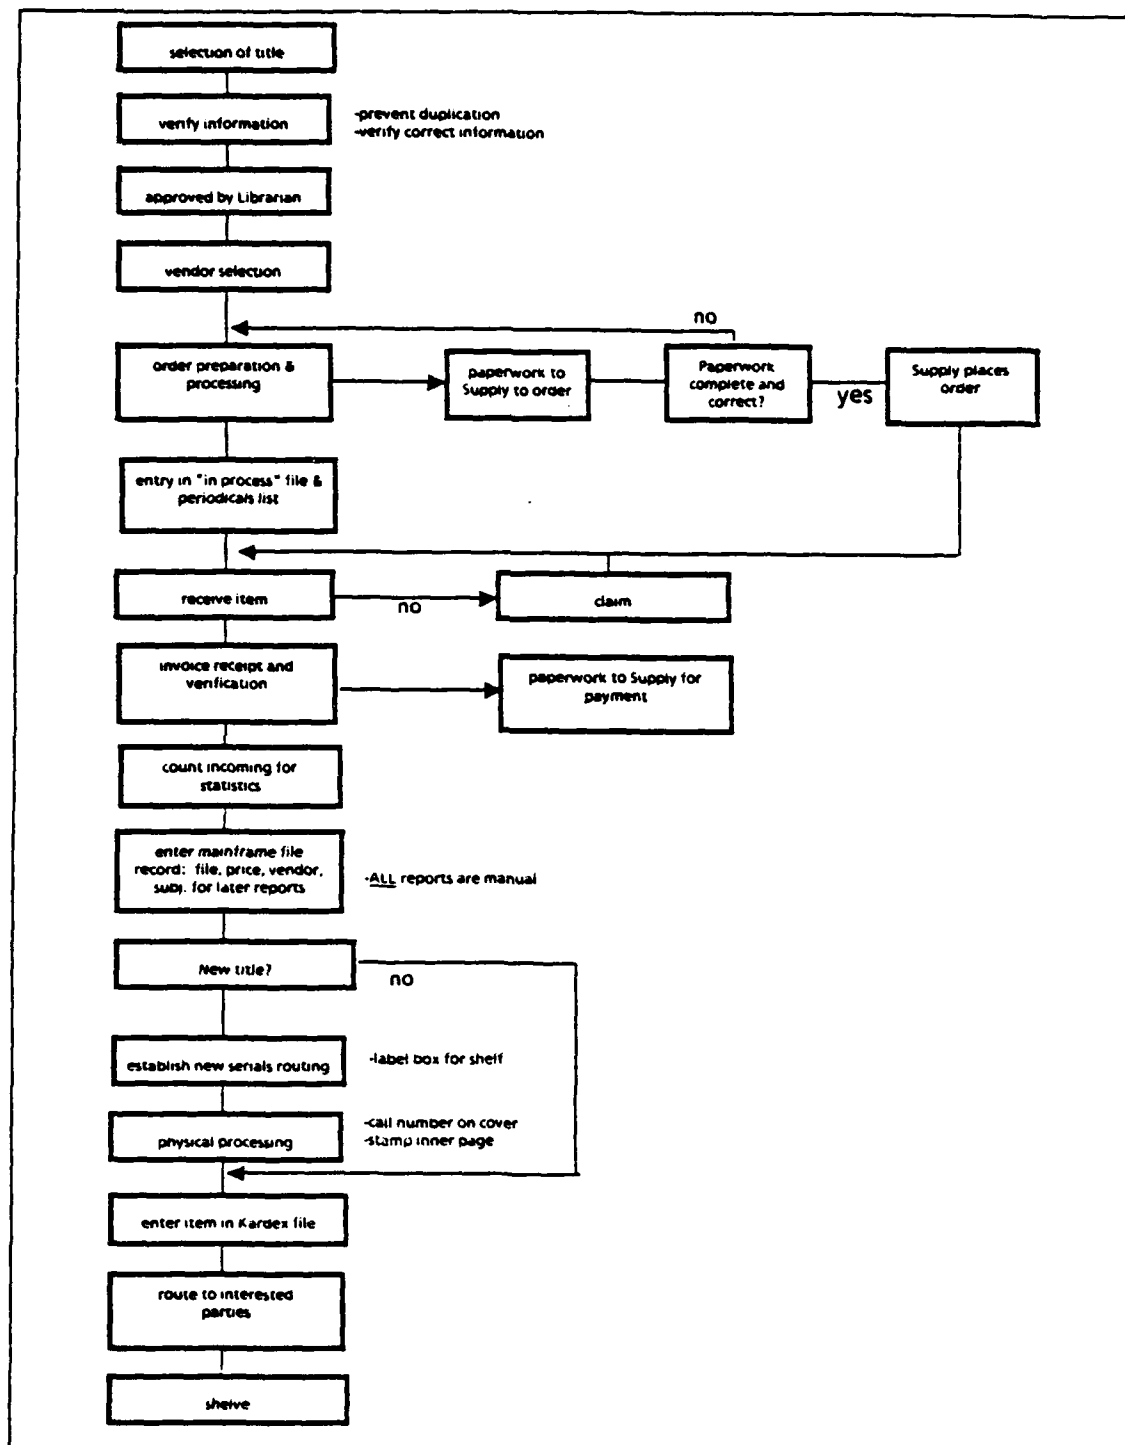 selection of title
verify information
-prevent duplication
-verify correct information
approved by Librarian
vendor selection
no
order preparation &
processing
paperwork to
Supply to order
Paperwork
complete and
correct?
yes
Supply places
order
entry in "in process" file &
periodicals list
receive item
no
claim
invoice receipt and
verification
paperwork to Supply for
payment
count incoming for
statistics
enter mainframe file
record: file, price, vendor,
subj. for later reports
-ALL reports are manual
New title?
no
establish new serials routing
-label box for shelf
physical processing
-call number on cover
-stamp inner page
enter item in Kardex file
route to interested
parties
shelve